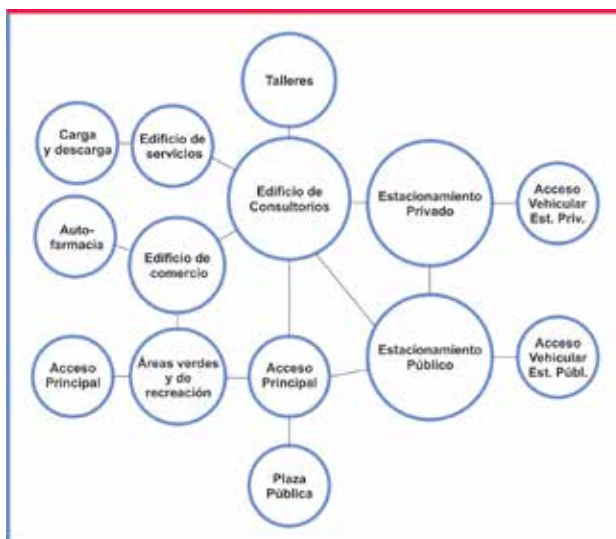 Talleres
Carga
y descarga
Edificio de
servicios
Edificio de
Consultorios
Estacionamiento
Privado
Acceso
Vehicular
Est. Priv.
Auto-
farmacia
Edificio de
comercio
Acceso
Principal
Áreas verdes
y de
recreación
Acceso
Principal
Estacionamiento
Público
Acceso
Vehicular
Est. Públ.
Plaza
Pública